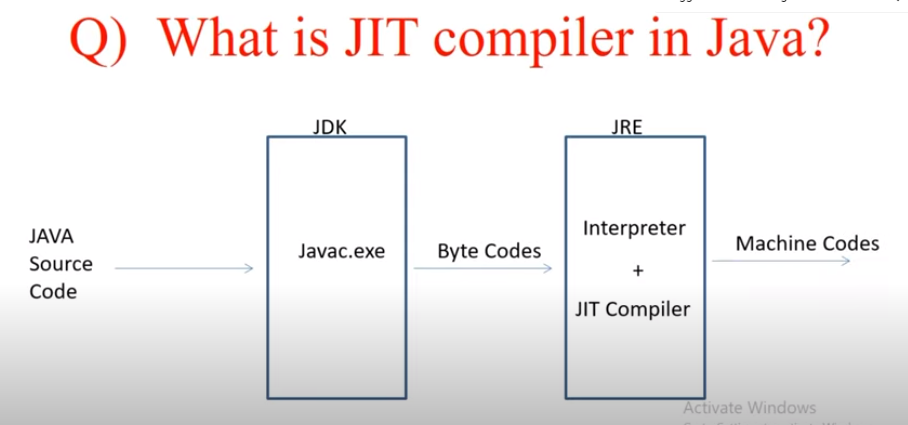 Q) What is JIT compiler in Java?
JDK
JRE
JAVA
Source
Code
Javac.exe
Byte Codes
Interpreter
+
JIT Compiler
Machine Codes
Activate Windows